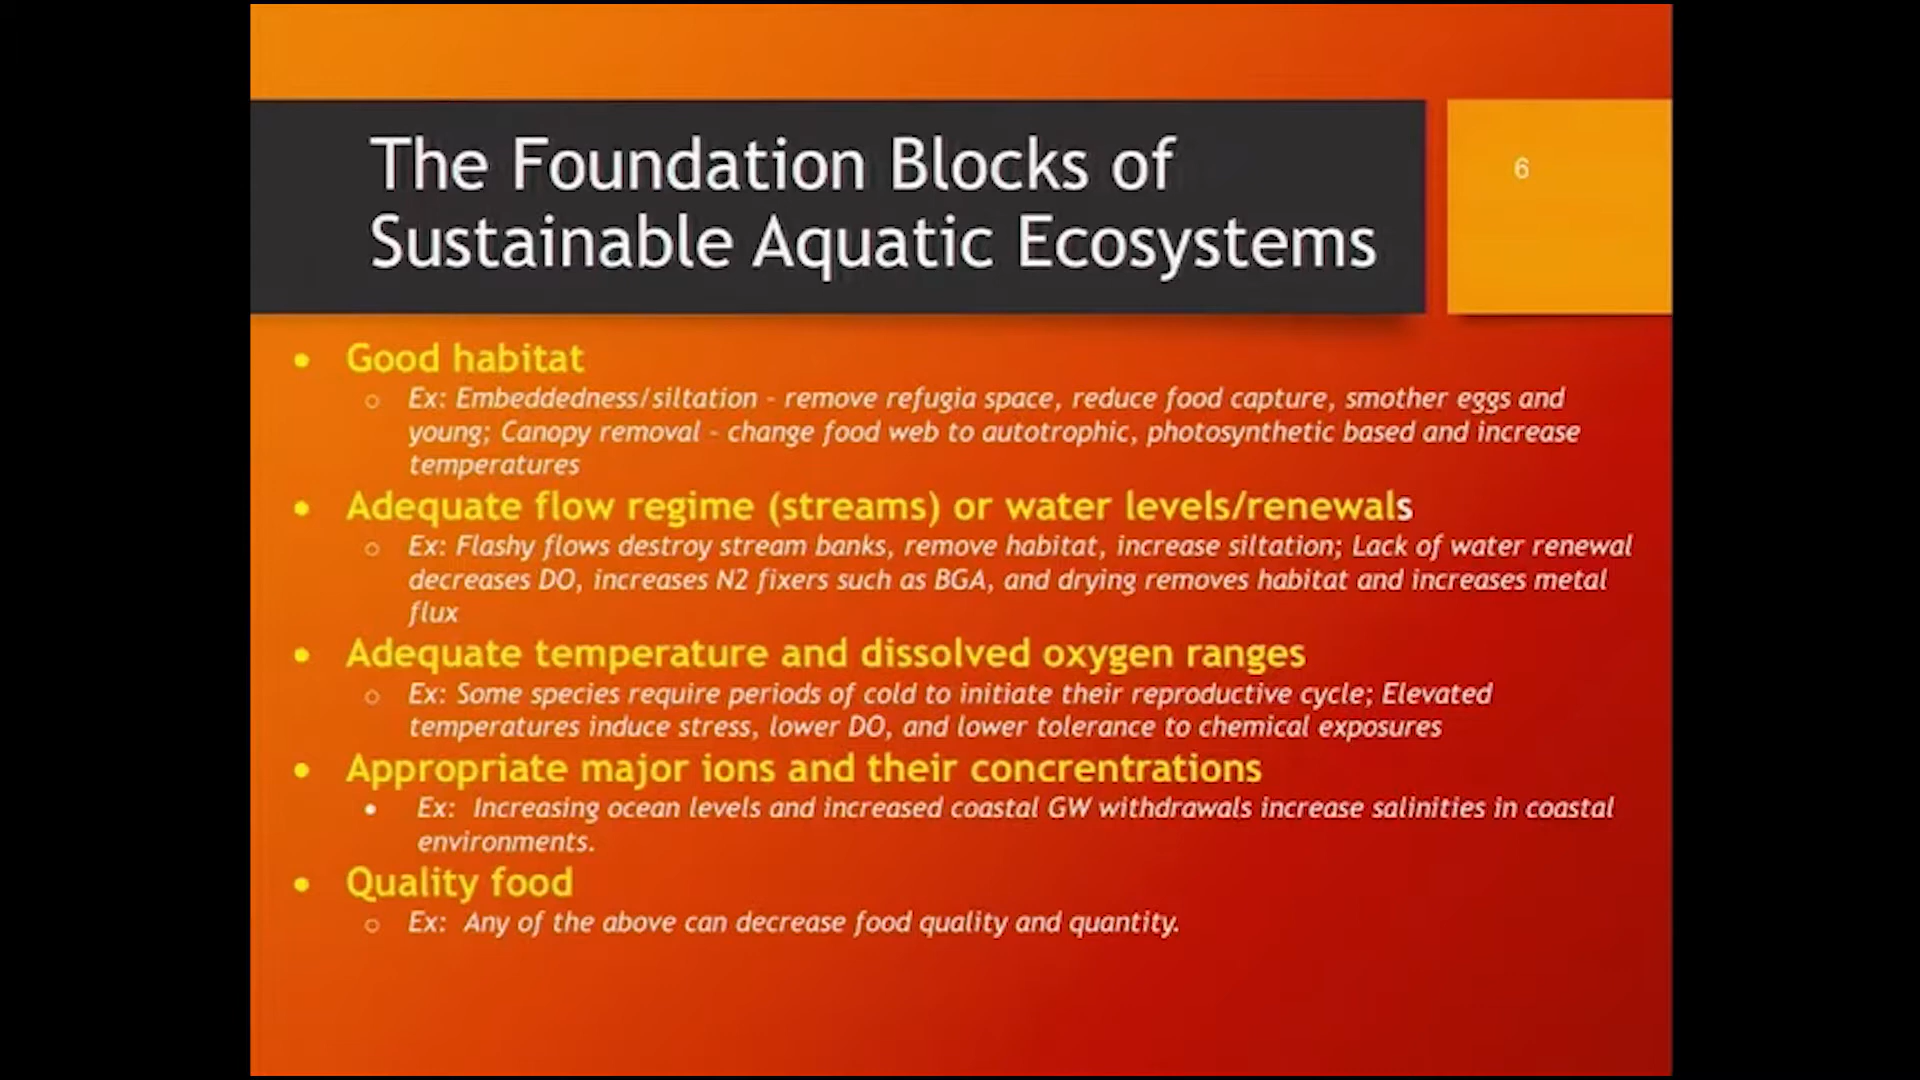 The Foundation Blocks of
Sustainable Aquatic Ecosystems
6
• Good habitat
○ Ex: Embeddedness/siltation - remove refugia space, reduce food capture, smother eggs and
young; Canopy removal - change food web to autotrophic, photosynthetic based and increase
temperatures
• Adequate flow regime (streams) or water levels/renewals
○ Ex: Flashy flows destroy stream banks, remove habitat, increase siltation; Lack of water renewal
decreases DO, increases N2 fixers such as BGA, and drying removes habitat and increases metal
flux
• Adequate temperature and dissolved oxygen ranges
○ Ex: Some species require periods of cold to initiate their reproductive cycle; Elevated
temperatures induce stress, lower DO, and lower tolerance to chemical exposures
• Appropriate major ions and their concrentrations
• Ex: Increasing ocean levels and increased coastal GW withdrawals increase salinities in coastal
environments.
• Quality food
○ Ex: Any of the above can decrease food quality and quantity.